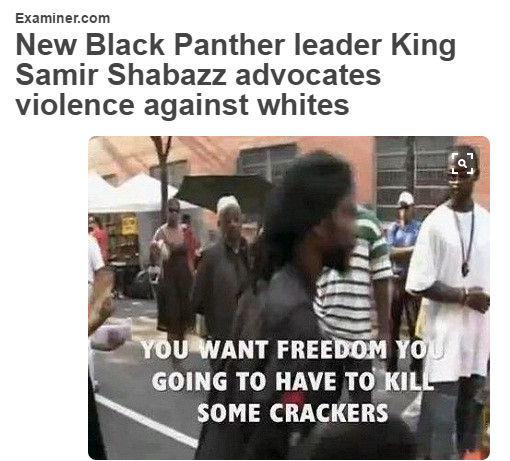 Examiner.com
New Black Panther leader King
Samir Shabazz advocates
violence against whites
YOU WANT FREEDOM YOU
GOING TO HAVE TO KILL
SOME CRACKERS